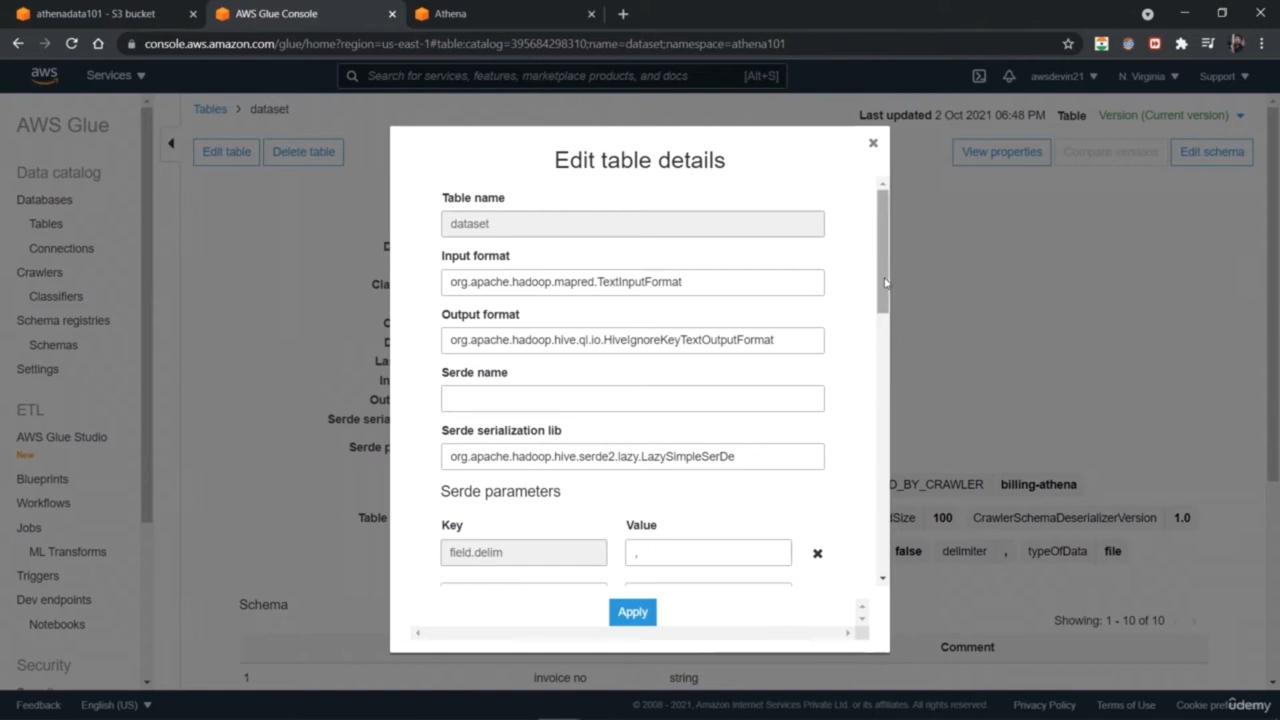 athenadata101 - S3 bucket
AWS Glue Console
Athena
console.aws.amazon.com/glue/home?region=us-east-1#table:catalog=395684298310;name=dataset;namespace=athena101
aws
Services
Search for services, features, marketplace products, and docs
[Alt+S]
awsdevin21
N. Virginia
Support
AWS Glue
Data catalog
Databases
Tables
Connections
Crawlers
Classifiers
Schema registries
Schemas
Settings
ETL
AWS Glue Studio
New
Blueprints
Workflows
Jobs
ML Transforms
Triggers
Dev endpoints
Notebooks
Security
Tables > dataset
Last updated 2 Oct 2021 06:48 PM Table Version (Current version)
Edit table
Delete table
View properties
Compare versions
Edit schema
Edit table details
Table name
dataset
Input format
org.apache.hadoop.mapred.TextInputFormat
Output format
org.apache.hadoop.hive.ql.io.HiveIgnoreKeyTextOutputFormat
Serde name
Serde serialization lib
org.apache.hadoop.hive.serde2.lazy.LazySimpleSerDe
Serde parameters
Key Value
field.delim ,
Apply
D
Cla
C
D
La
In
Out
Serde seria
Serde p
Table
D_BY_CRAWLER billing-athena
dSize 100 CrawlerSchemaDeserializerVersion 1.0
false delimiter , typeOfData file
Schema
Showing: 1 - 10 of 10
Comment
1 invoice no string
Feedback
English (US)
© 2008 - 2021, Amazon Internet Services Private Ltd. or its affiliates. All rights reserved.
Privacy Policy
Terms of Use
Cookie pref
ûdemy